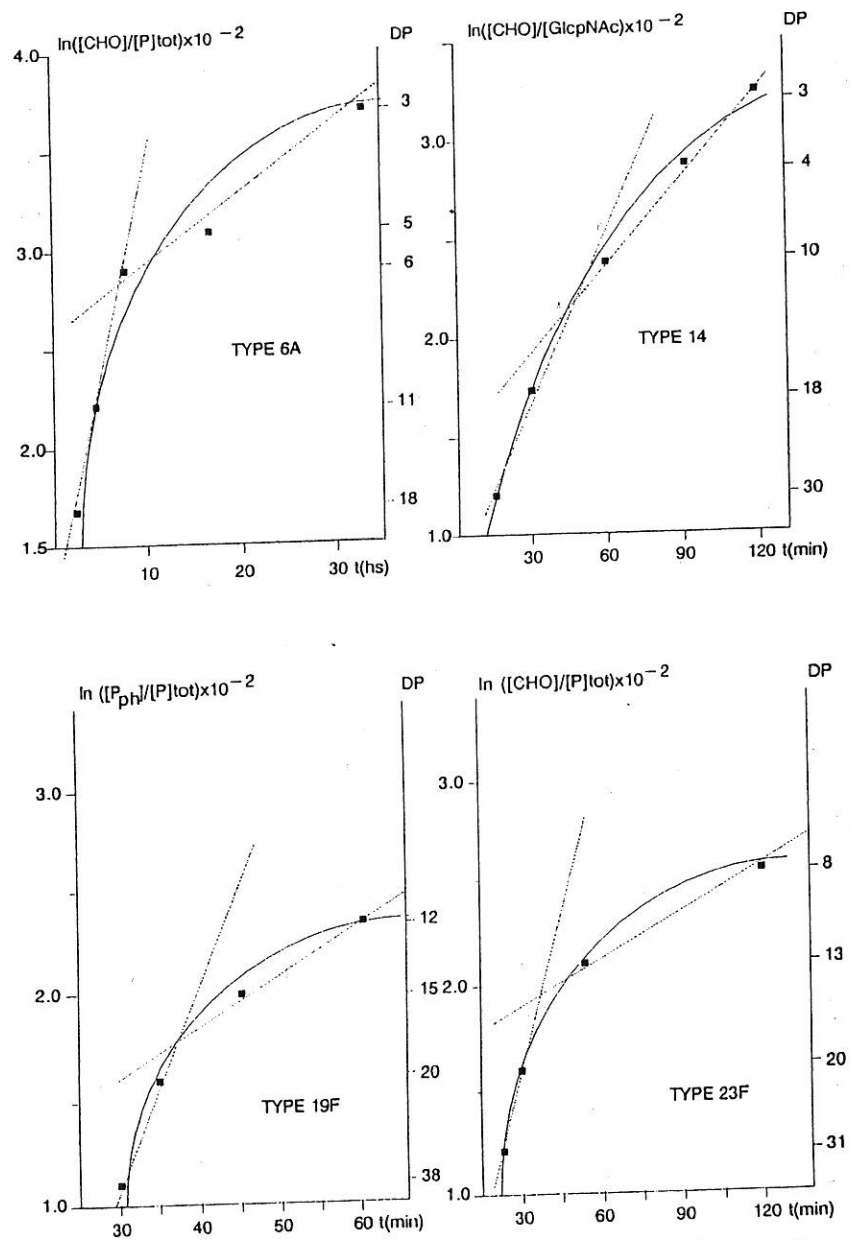 ln([CHO]/[P]tot)x10 −2
DP
4.0
3.0
2.0
1.5
3
5
6
11
18
TYPE 6A
10
20
30 t(hs)
ln([CHO]/[GlcpNAc)x10 −2
DP
3.0
2.0
1.0
3
4
10
18
30
TYPE 14
30
60
90
120 t(min)
ln ([Pph]/[P]tot)x10−2
DP
3.0
2.0
1.0
12
15
20
38
TYPE 19F
30
40
50
60 t(min)
ln ([CHO]/[P]tot)x10−2
DP
3.0
2.0
1.0
8
13
20
31
TYPE 23F
30
60
90
120 t(min)